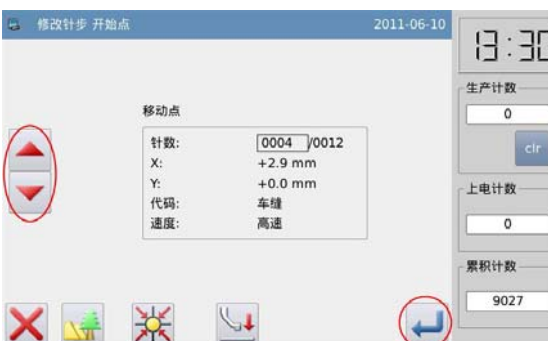 修改针步 开始点 2011-06-10
13:30
移动点
针数: 0004 /0012
X: +2.9 mm
Y: +0.0 mm
代码: 车缝
速度: 高速
生产计数
0
clr
上电计数
0
累积计数
9027